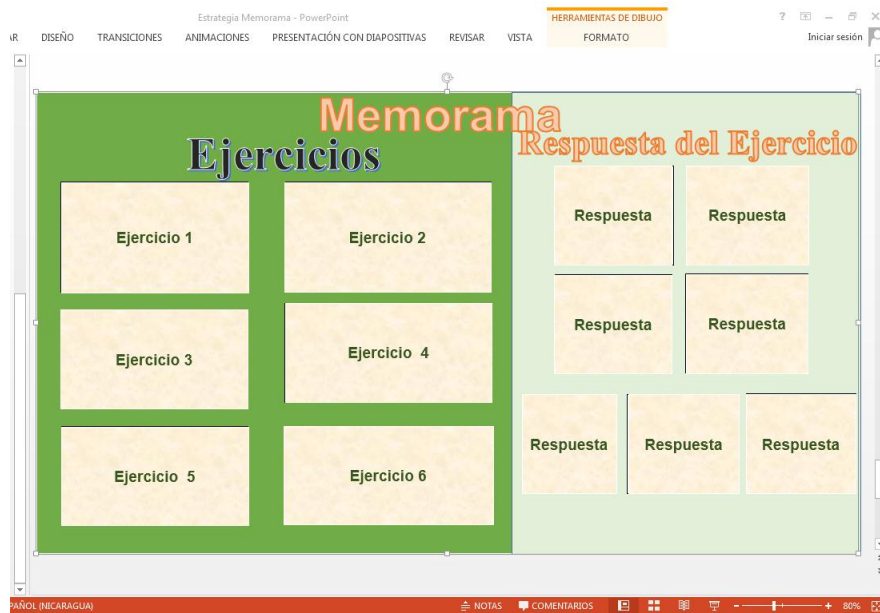 Estrategia Memorama - PowerPoint
HERRAMIENTAS DE DIBUJO
DISEÑO TRANSICIONES ANIMACIONES PRESENTACIÓN CON DIAPOSITIVAS REVISAR VISTA FORMATO Iniciar sesión
Memorama
Ejercicios
Respuesta del Ejercicio
Ejercicio 1
Ejercicio 2
Ejercicio 3
Ejercicio 4
Ejercicio 5
Ejercicio 6
Respuesta
Respuesta
Respuesta
Respuesta
Respuesta
Respuesta
Respuesta
(NICARAGUA) NOTAS COMENTARIOS 80%